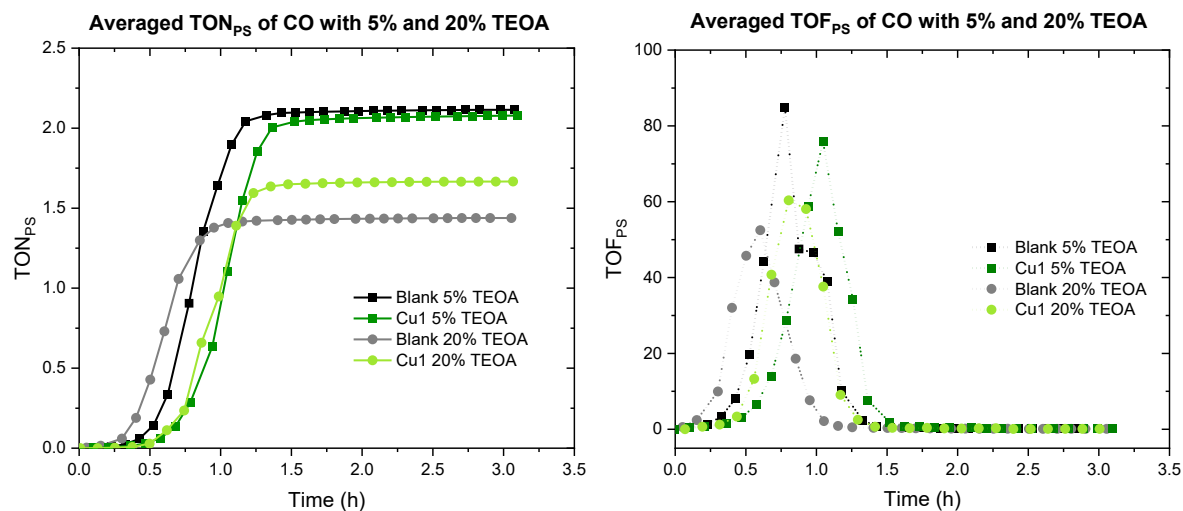 Averaged TONPS of CO with 5% and 20% TEOA
2.5
2.0
1.5
1.0
0.5
0.0
TONPS
Blank 5% TEOA
Cu1 5% TEOA
Blank 20% TEOA
Cu1 20% TEOA
0.0 0.5 1.0 1.5 2.0 2.5 3.0 3.5
Time (h)
Averaged TOFPS of CO with 5% and 20% TEOA
100
80
60
40
20
0
TOFPS
Blank 5% TEOA
Cu1 5% TEOA
Blank 20% TEOA
Cu1 20% TEOA
0.0 0.5 1.0 1.5 2.0 2.5 3.0 3.5
Time (h)